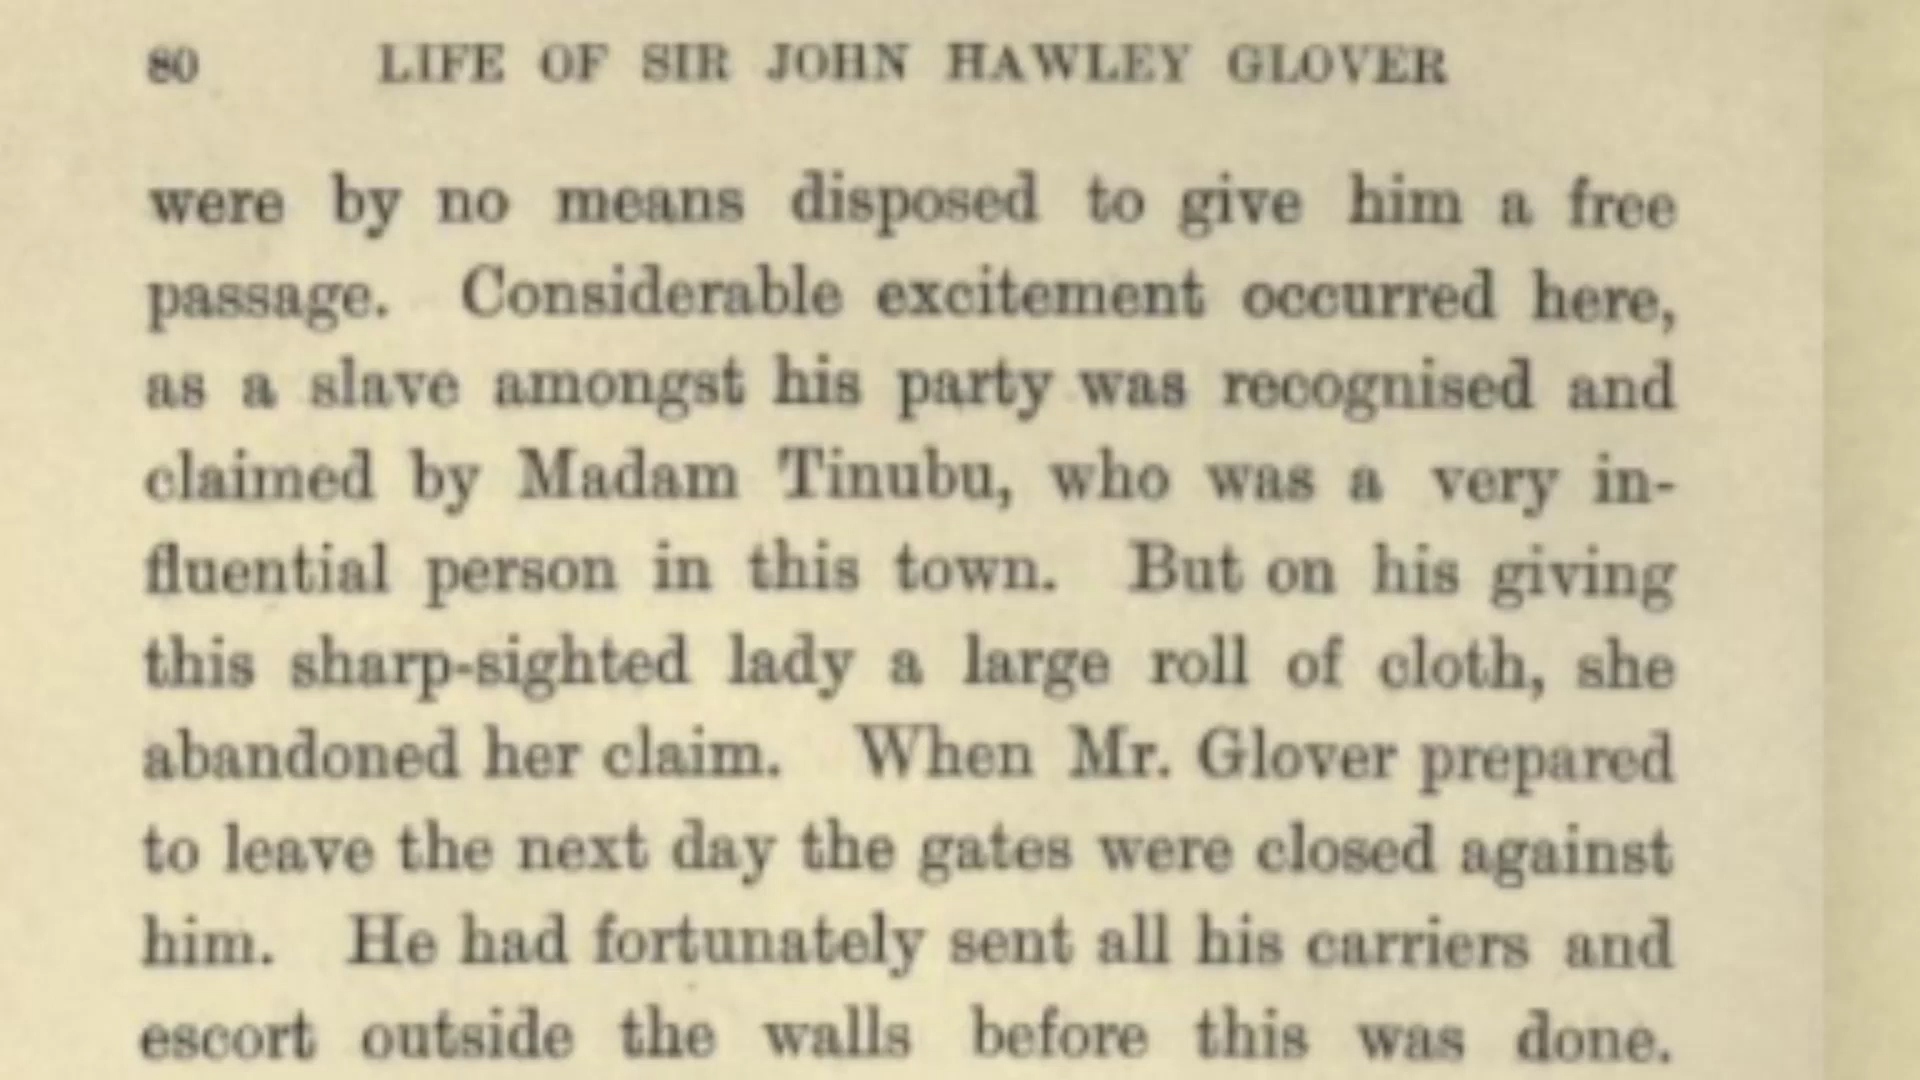 80 LIFE OF SIR JOHN HAWLEY GLOVER
were by no means disposed to give him a free
passage. Considerable excitement occurred here,
as a slave amongst his party was recognised and
claimed by Madam Tinubu, who was a very in-
fluential person in this town. But on his giving
this sharp-sighted lady a large roll of cloth, she
abandoned her claim. When Mr. Glover prepared
to leave the next day the gates were closed against
him. He had fortunately sent all his carriers and
escort outside the walls before this was done.